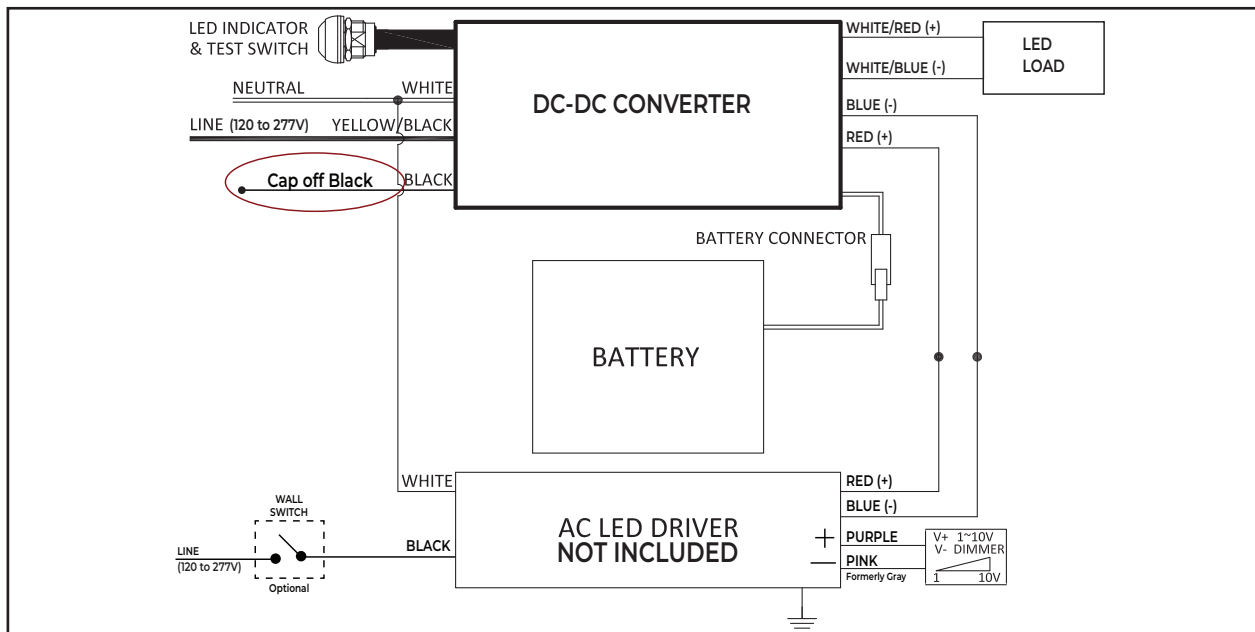 LED INDICATOR
& TEST SWITCH
NEUTRAL
WHITE
LINE (120 to 277V)
YELLOW/BLACK
Cap off Black
BLACK
DC-DC CONVERTER
WHITE/RED (+)
WHITE/BLUE (-)
BLUE (-)
RED (+)
LED
LOAD
BATTERY CONNECTOR
BATTERY
WHITE
WALL
SWITCH
LINE
(120 to 277V)
Optional
BLACK
AC LED DRIVER
NOT INCLUDED
RED (+)
BLUE (-)
+ PURPLE
— PINK
Formerly Gray
V+ 1~10V
V- DIMMER
1 10V